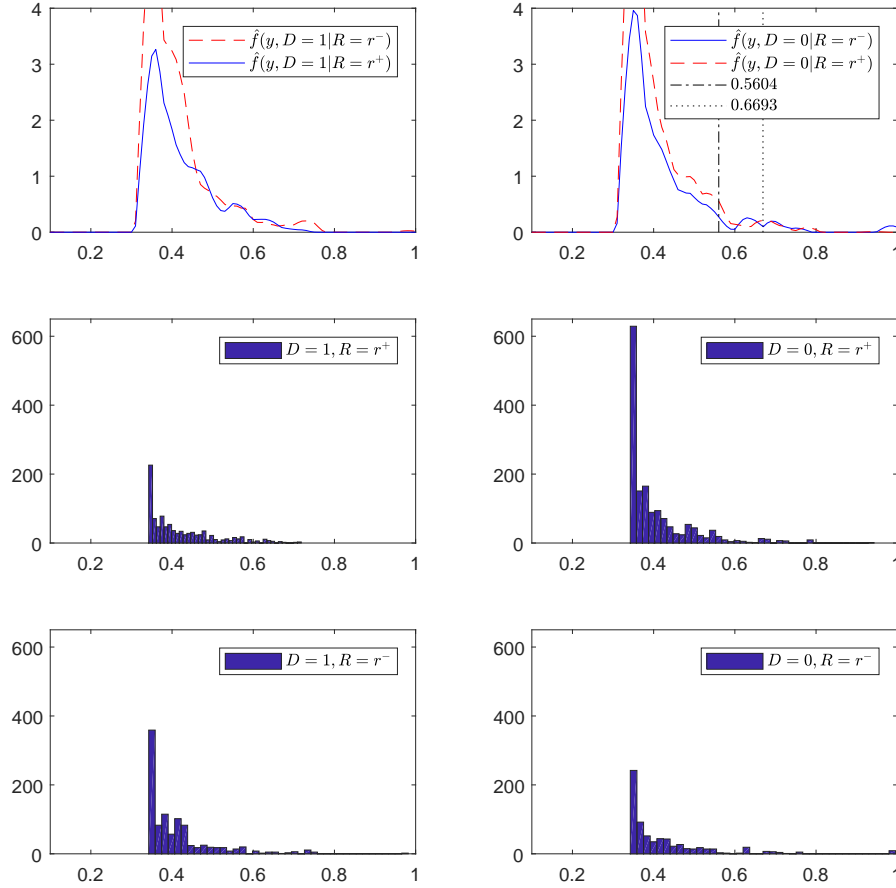 4
3
2
1
0
0.2 0.4 0.6 0.8 1
f̂(y, D = 1|R = r⁻)
f̂(y, D = 1|R = r⁺)
4
3
2
1
0
0.2 0.4 0.6 0.8 1
f̂(y, D = 0|R = r⁻)
f̂(y, D = 0|R = r⁺)
0.5604
0.6693
600
400
200
0
0.2 0.4 0.6 0.8 1
D = 1, R = r⁺
600
400
200
0
0.2 0.4 0.6 0.8 1
D = 0, R = r⁺
600
400
200
0
0.2 0.4 0.6 0.8 1
D = 1, R = r⁻
600
400
200
0
0.2 0.4 0.6 0.8 1
D = 0, R = r⁻